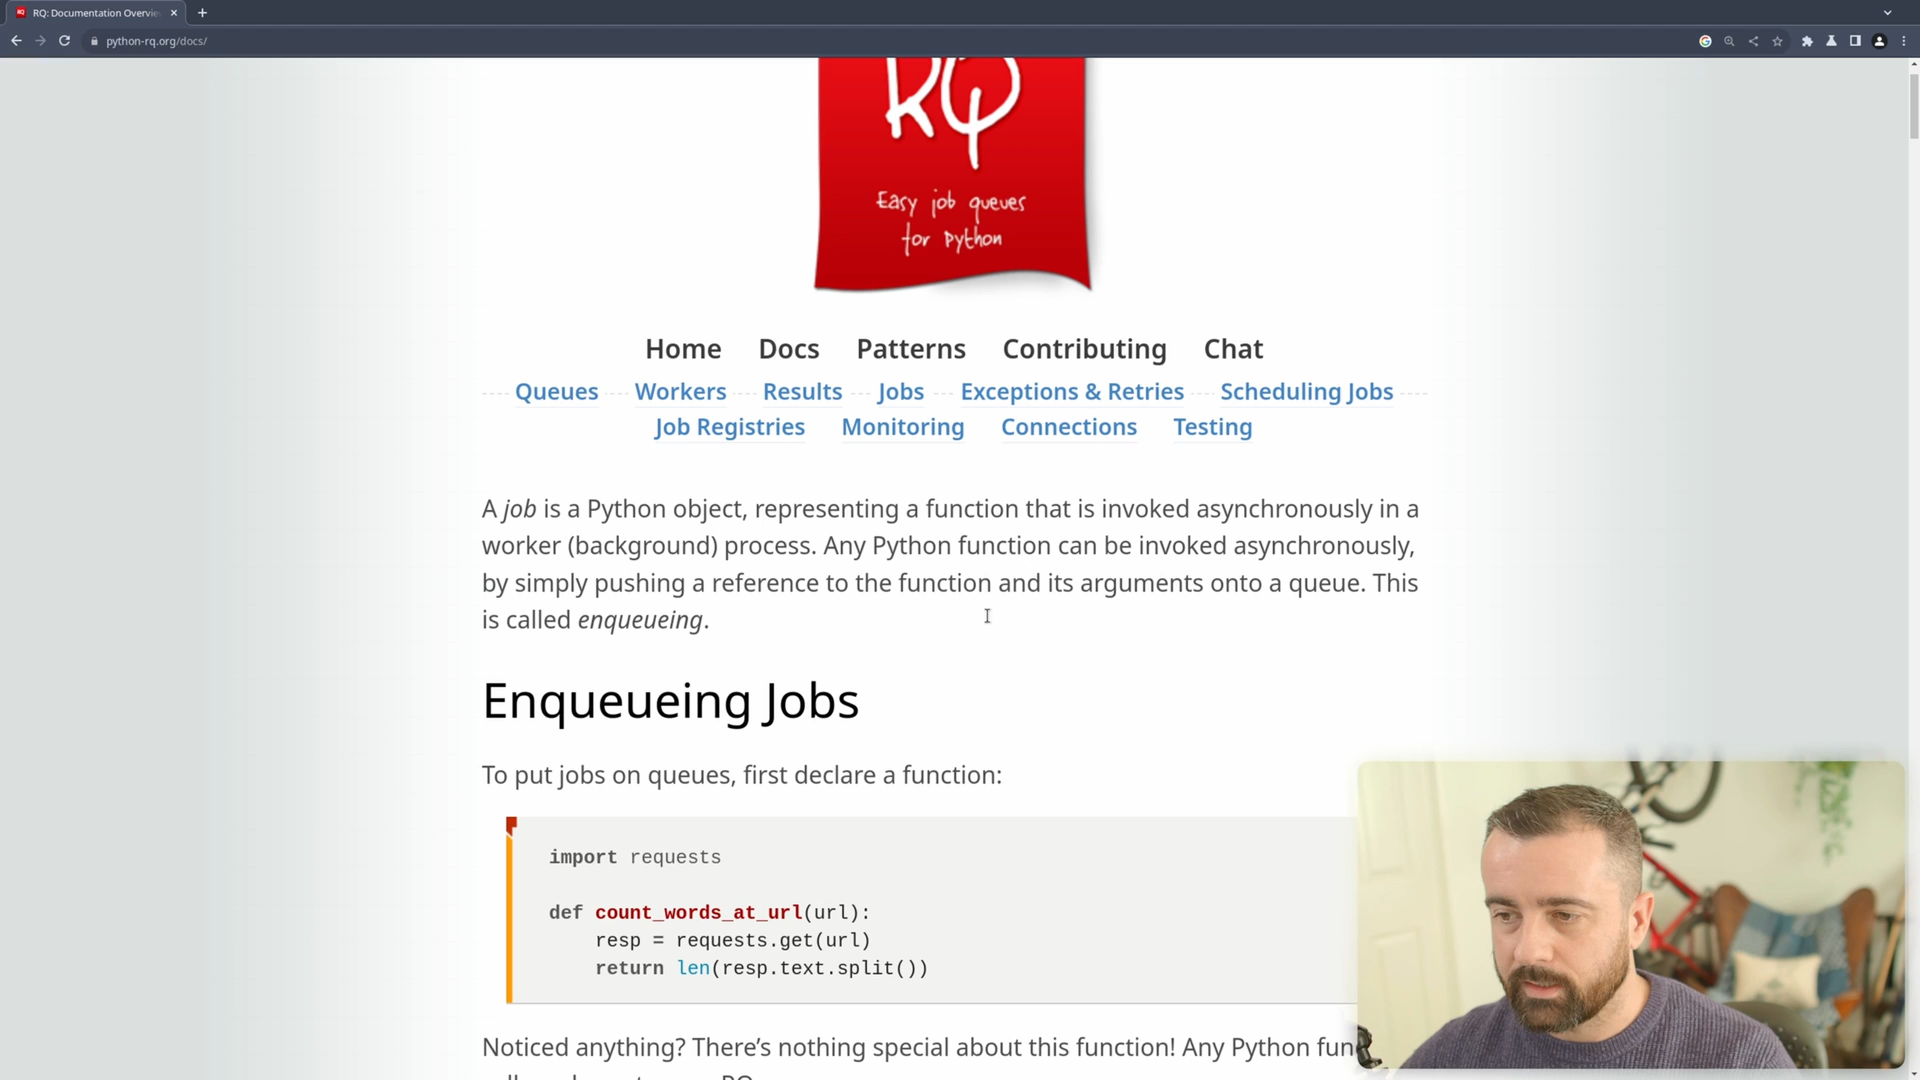 RQ: Documentation Overvie
python-rq.org/docs/
RQ
Easy job queues
for python
Home Docs Patterns Contributing Chat
Queues Workers Results Jobs Exceptions & Retries Scheduling Jobs
Job Registries Monitoring Connections Testing
A job is a Python object, representing a function that is invoked asynchronously in a
worker (background) process. Any Python function can be invoked asynchronously,
by simply pushing a reference to the function and its arguments onto a queue. This
is called enqueueing.
Enqueueing Jobs
To put jobs on queues, first declare a function:
import requests
def count_words_at_url(url):
resp = requests.get(url)
return len(resp.text.split())
Noticed anything? There’s nothing special about this function! Any Python func